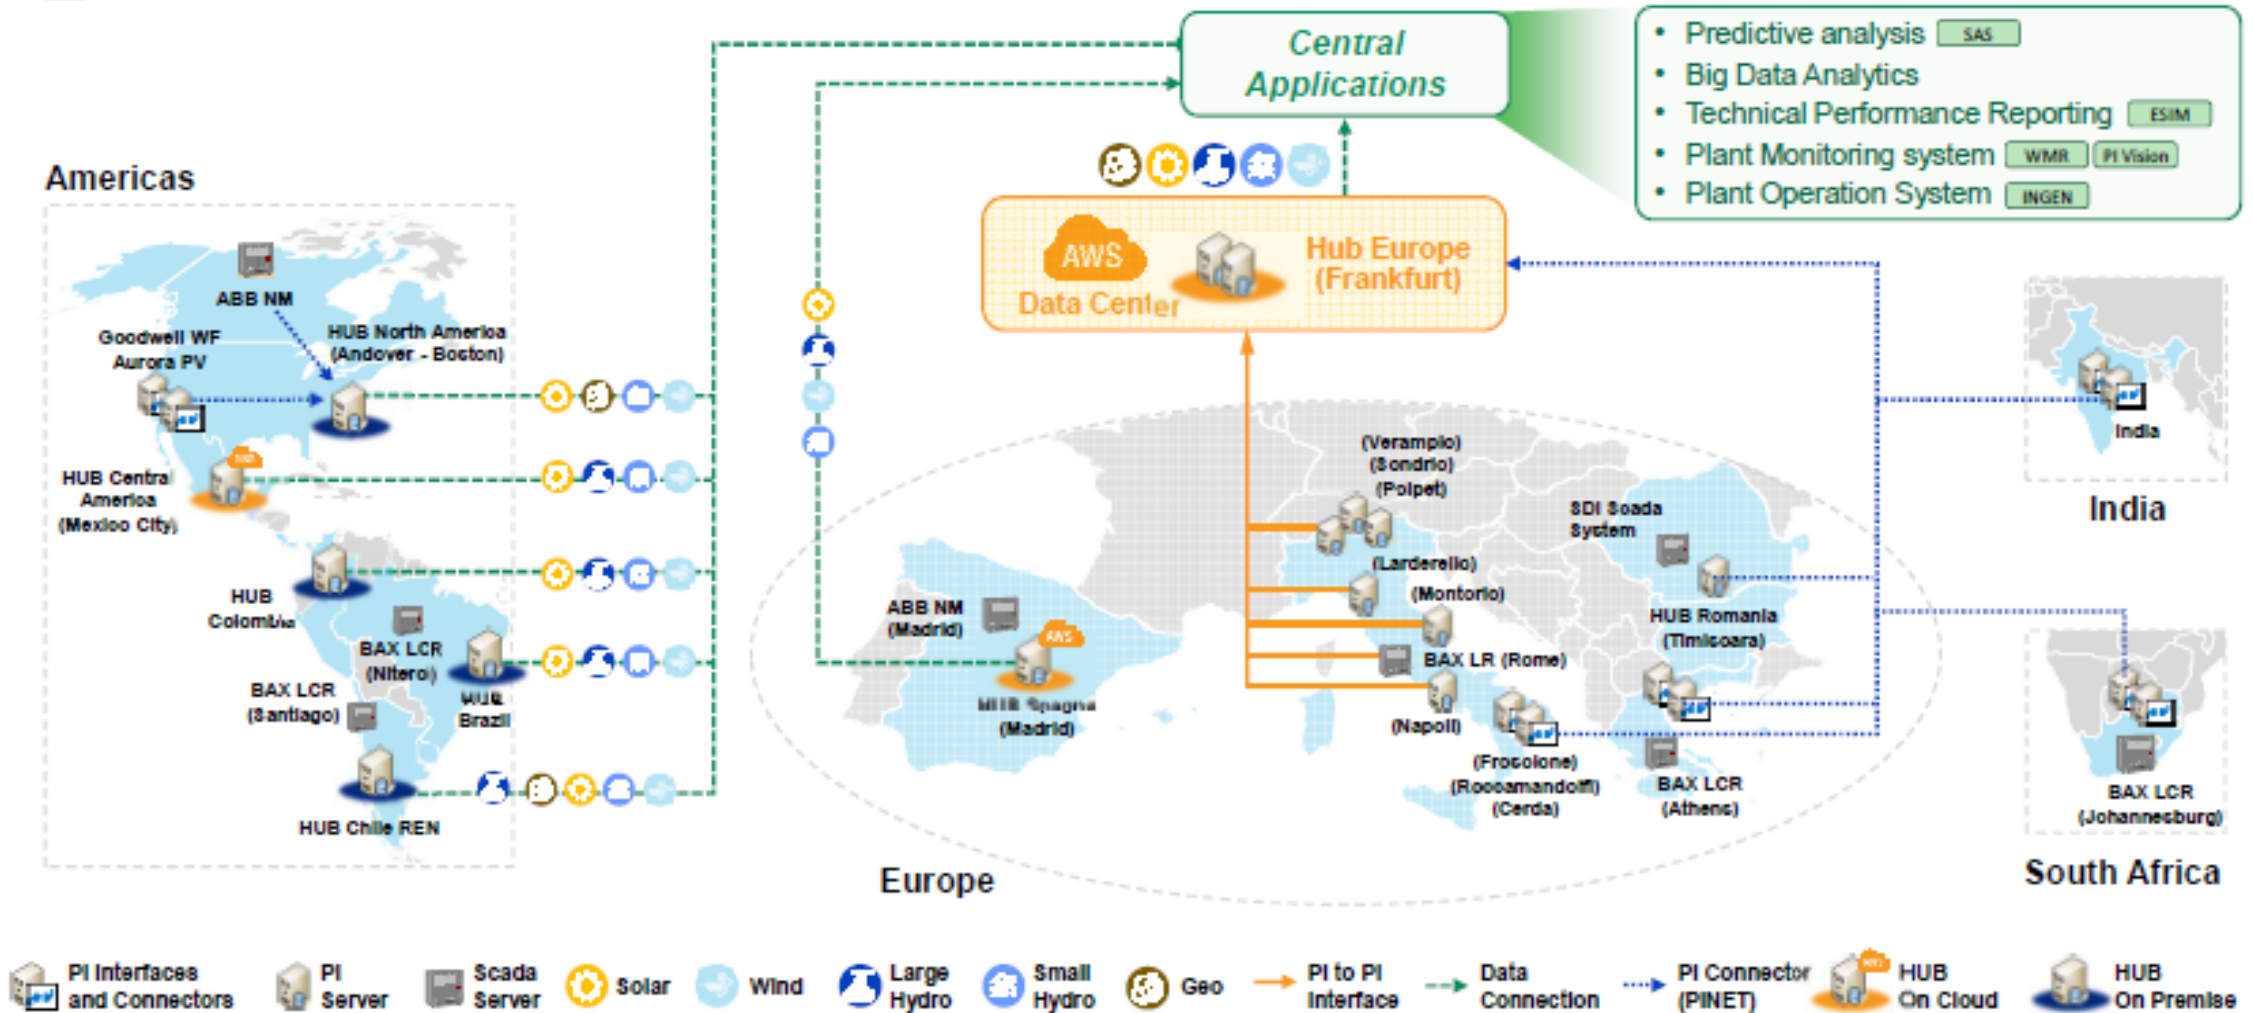 Central
Applications
• Predictive analysis SAS
• Big Data Analytics
• Technical Performance Reporting ESIM
• Plant Monitoring system WMR PI Vision
• Plant Operation System INGEN
Americas
ABB NM
Goodwell WF
Aurora PV
HUB North America
(Andover - Boston)
HUB Central
America
(Mexico City)
HUB
Colombia
BAX LCR
(Niteroi)
HUB
Brazil
BAX LCR
(Santiago)
HUB Chile REN
AWS
Data Center
Hub Europe
(Frankfurt)
(Verampio)
(Sondrio)
(Polpet)
(Larderello)
(Montorio)
BAX LR (Rome)
(Napoli)
(Frosolone)
(Roccamandolfi)
(Cerda)
ABB NM
(Madrid)
AWS
HUB Spagna
(Madrid)
SDI Scada
System
HUB Romania
(Timisoara)
BAX LCR
(Athens)
Europe
India
India
BAX LCR
(Johannesburg)
South Africa
PI Interfaces
and Connectors
PI
Server
Scada
Server
Solar
Wind
Large
Hydro
Small
Hydro
Geo
PI to PI
Interface
Data
Connection
PI Connector
(PINET)
HUB
On Cloud
HUB
On Premise